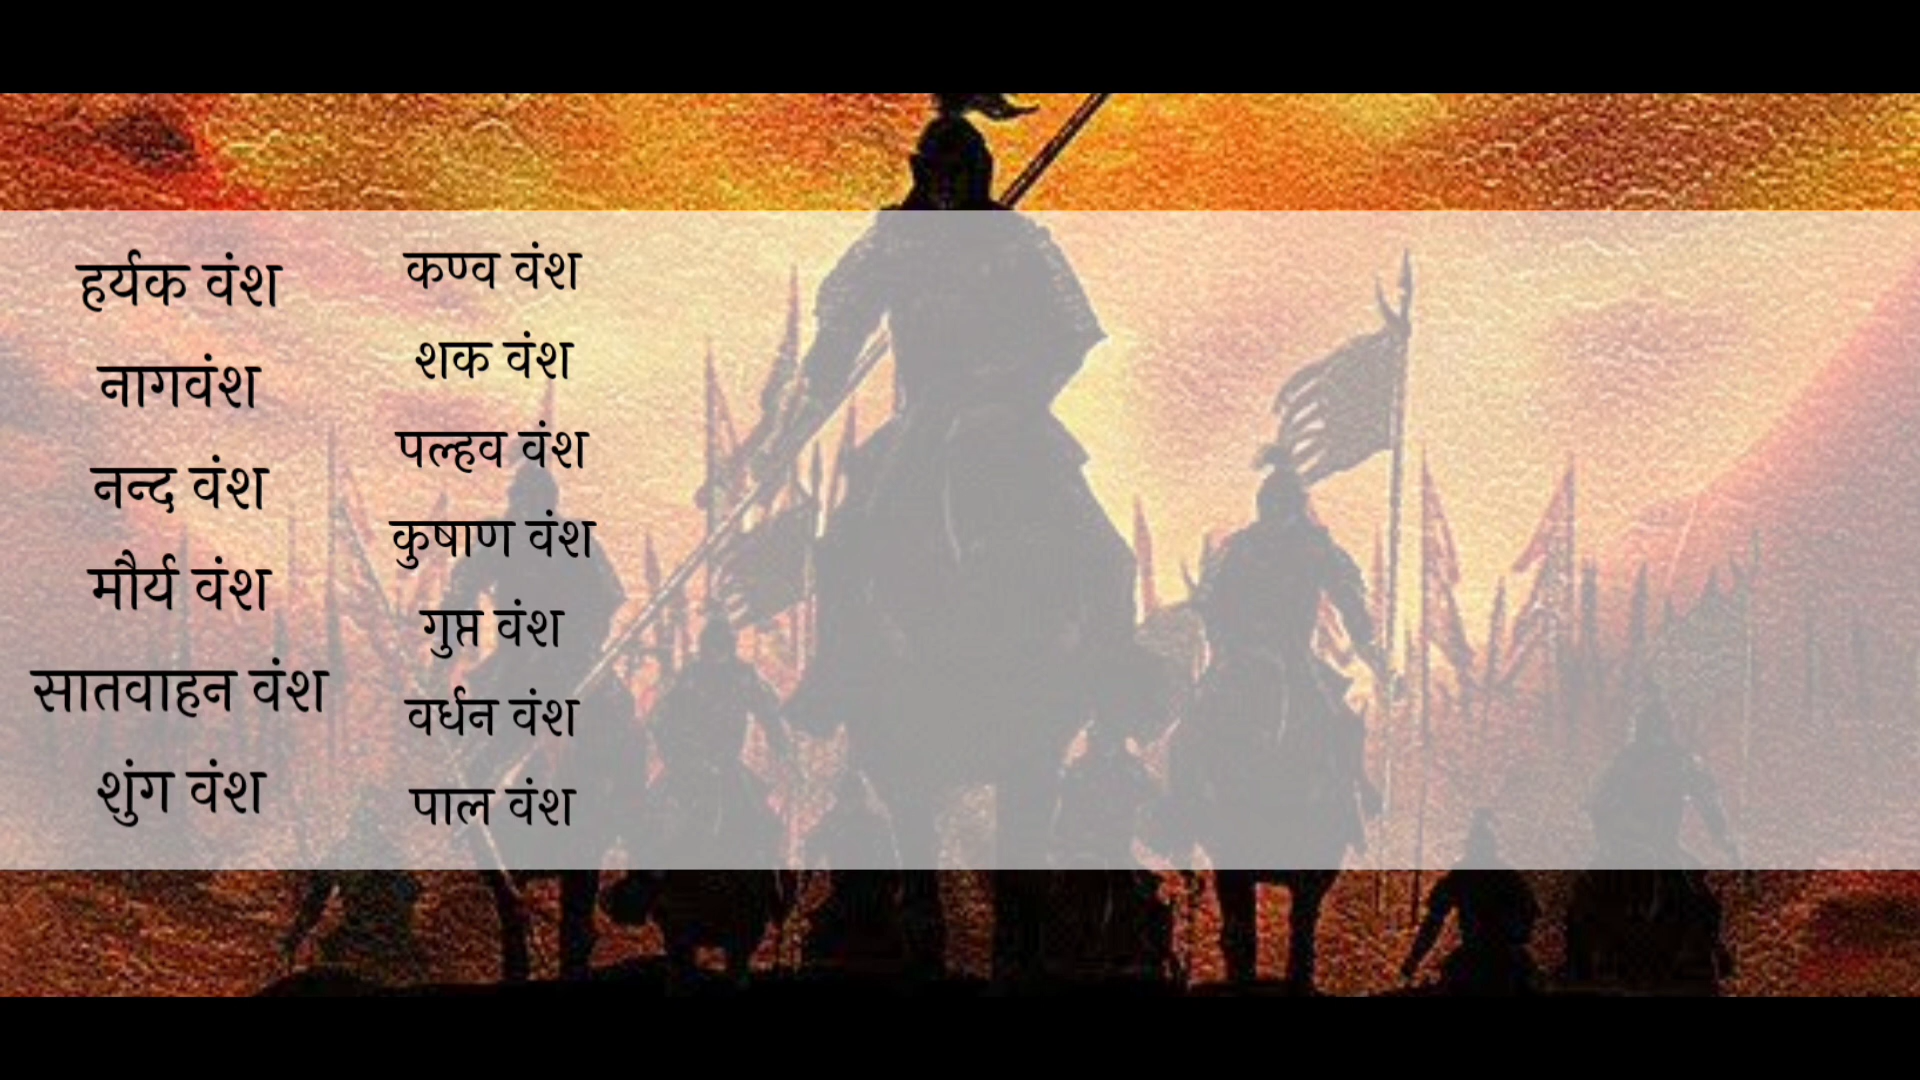 हर्यक वंश
नागवंश
नन्द वंश
मौर्य वंश
सातवाहन वंश
शुंग वंश
कण्व वंश
शक वंश
पल्हव वंश
कुषाण वंश
गुप्त वंश
वर्धन वंश
पाल वंश